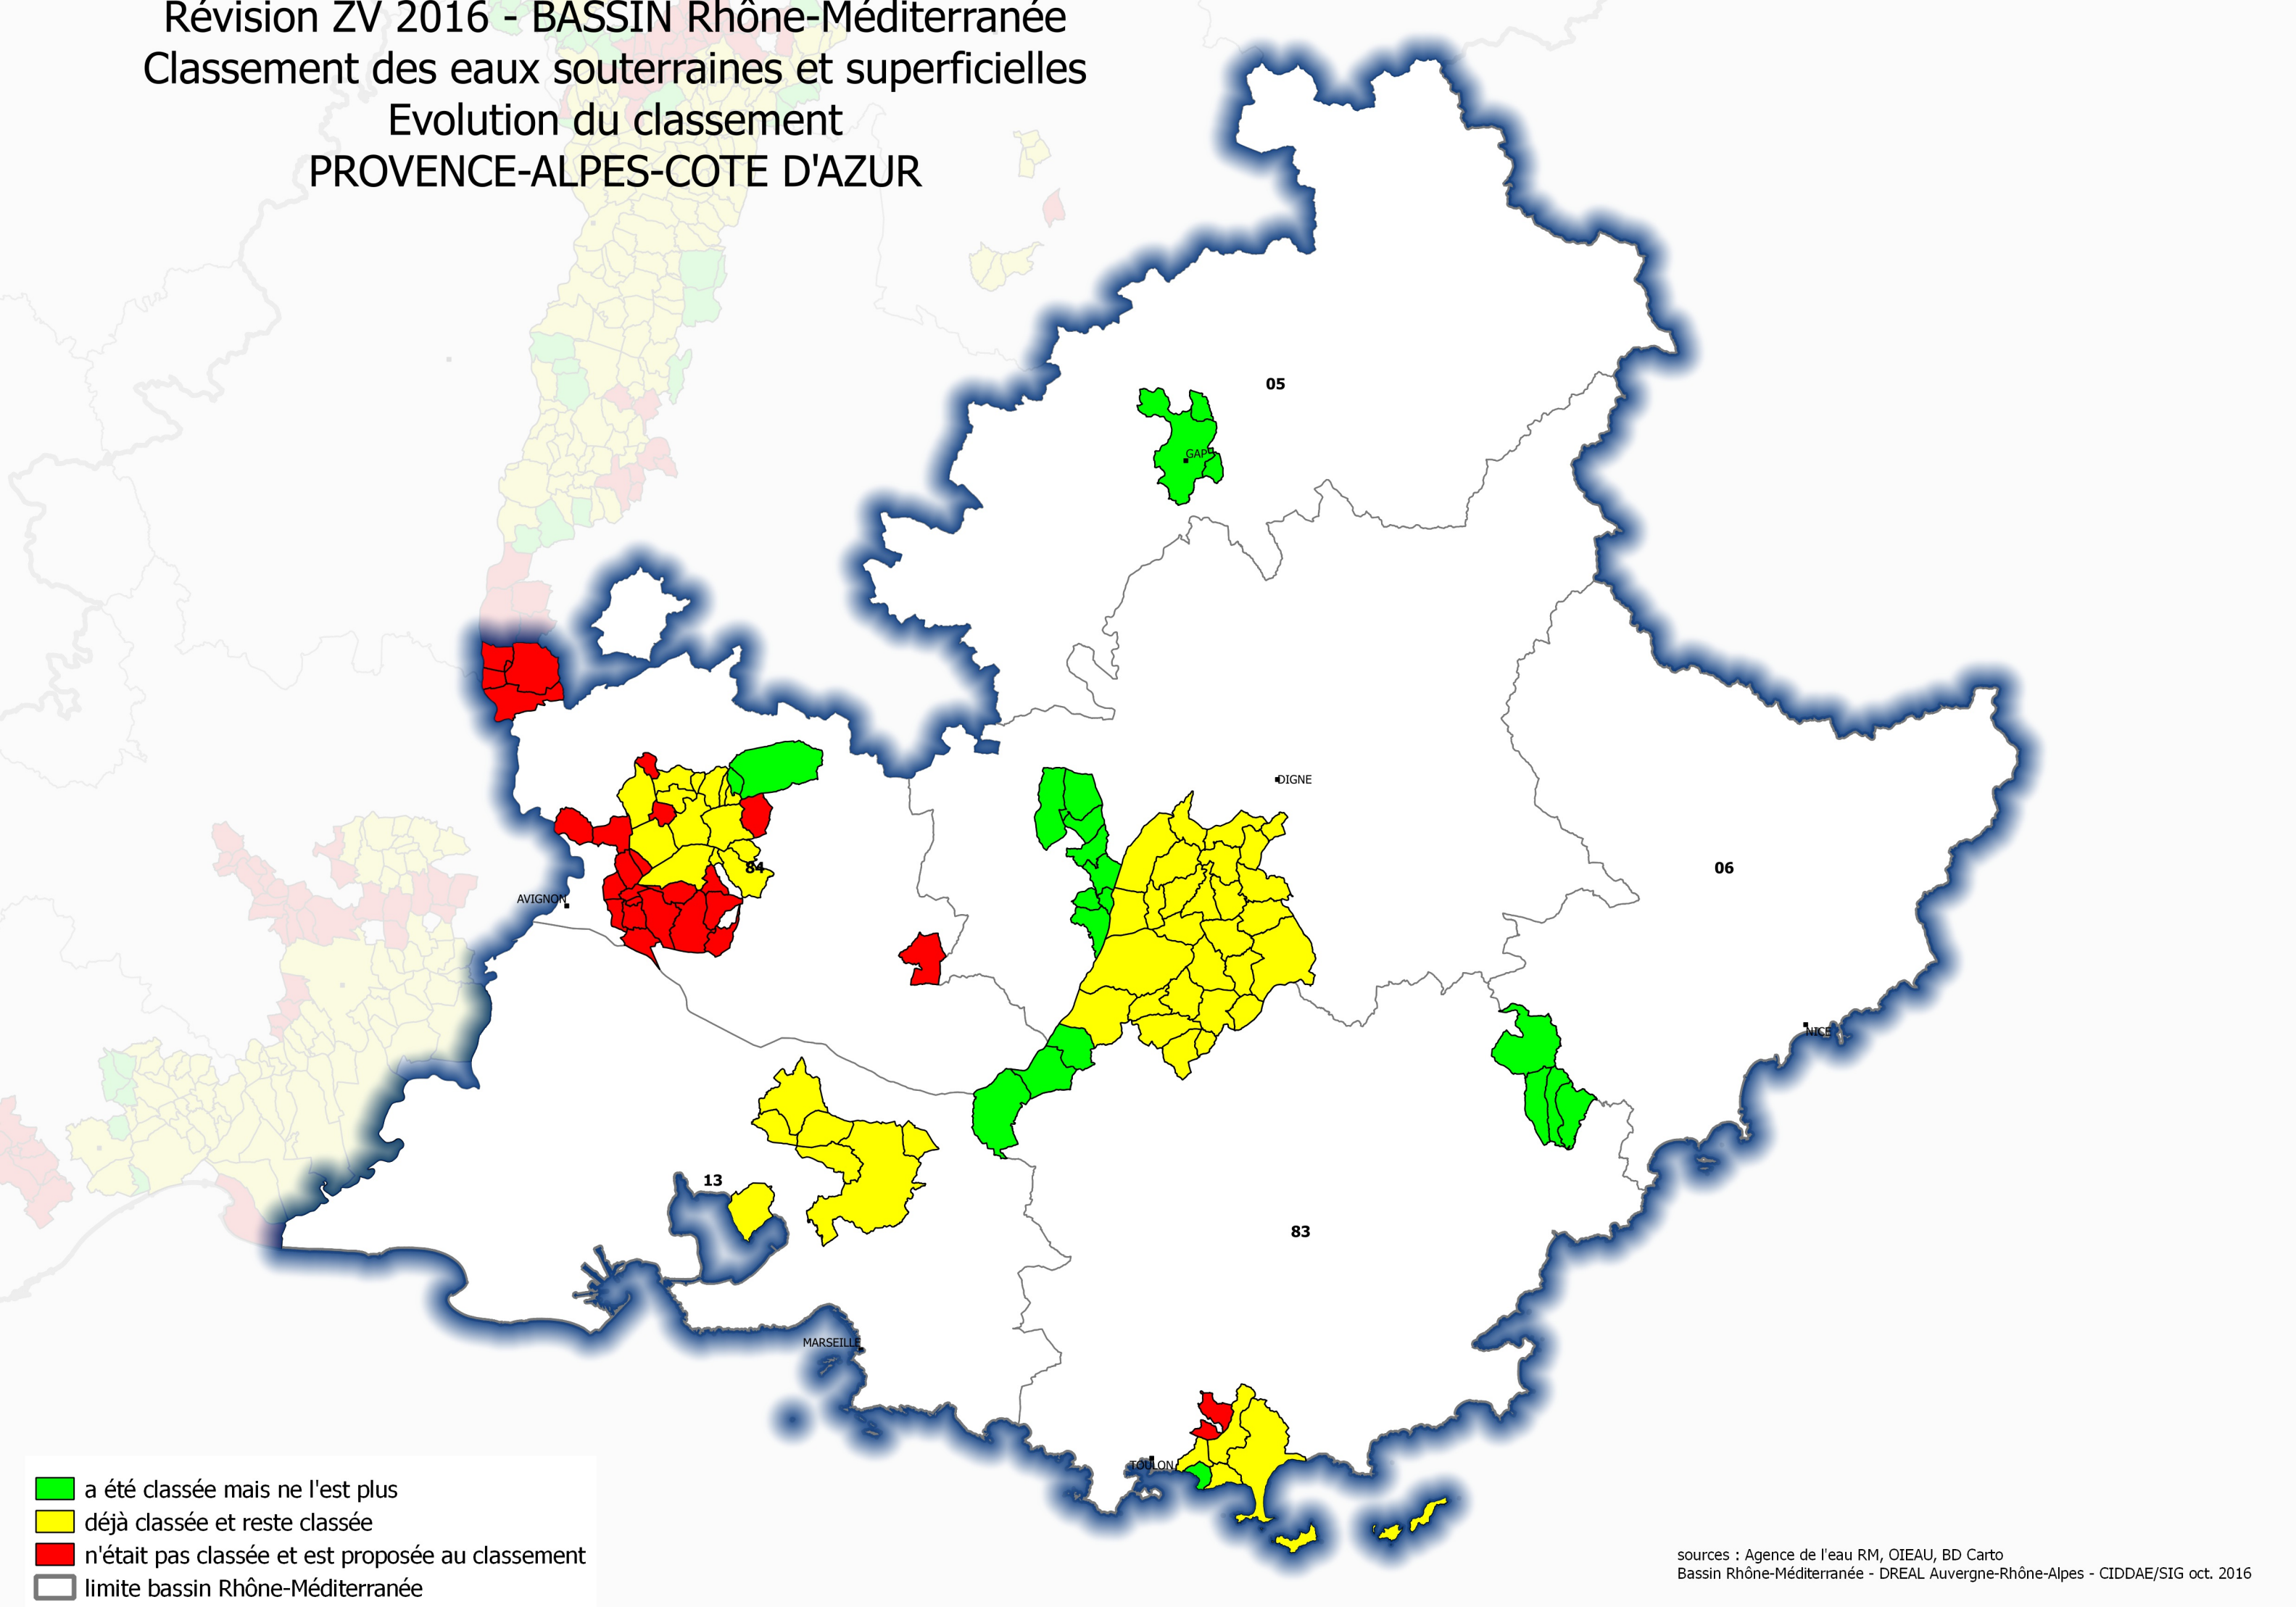 Révision ZV 2016 - BASSIN Rhône-Méditerranée
Classement des eaux souterraines et superficielles
Evolution du classement
PROVENCE-ALPES-COTE D'AZUR
05
GAP
DIGNE
84
06
AVIGNON
NICE
13
83
MARSEILLE
TOULON
a été classée mais ne l'est plus
déjà classée et reste classée
n'était pas classée et est proposée au classement
limite bassin Rhône-Méditerranée
sources : Agence de l'eau RM, OIEAU, BD Carto
Bassin Rhône-Méditerranée - DREAL Auvergne-Rhône-Alpes - CIDDAE/SIG oct. 2016